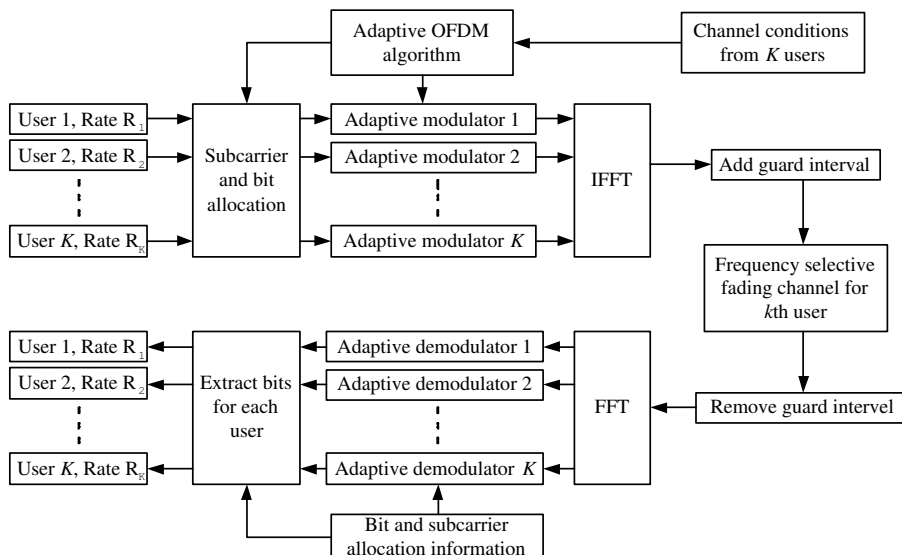 Adaptive OFDM
algorithm
Channel conditions
from K users
User 1, Rate R1
User 2, Rate R2
User K, Rate RK
Subcarrier
and bit
allocation
Adaptive modulator 1
Adaptive modulator 2
Adaptive modulator K
IFFT
Add guard interval
Frequency selective
fading channel for
kth user
Remove guard intervel
FFT
Adaptive demodulator 1
Adaptive demodulator 2
Adaptive demodulator K
Extract bits
for each
user
User 1, Rate R1
User 2, Rate R2
User K, Rate RK
Bit and subcarrier
allocation information